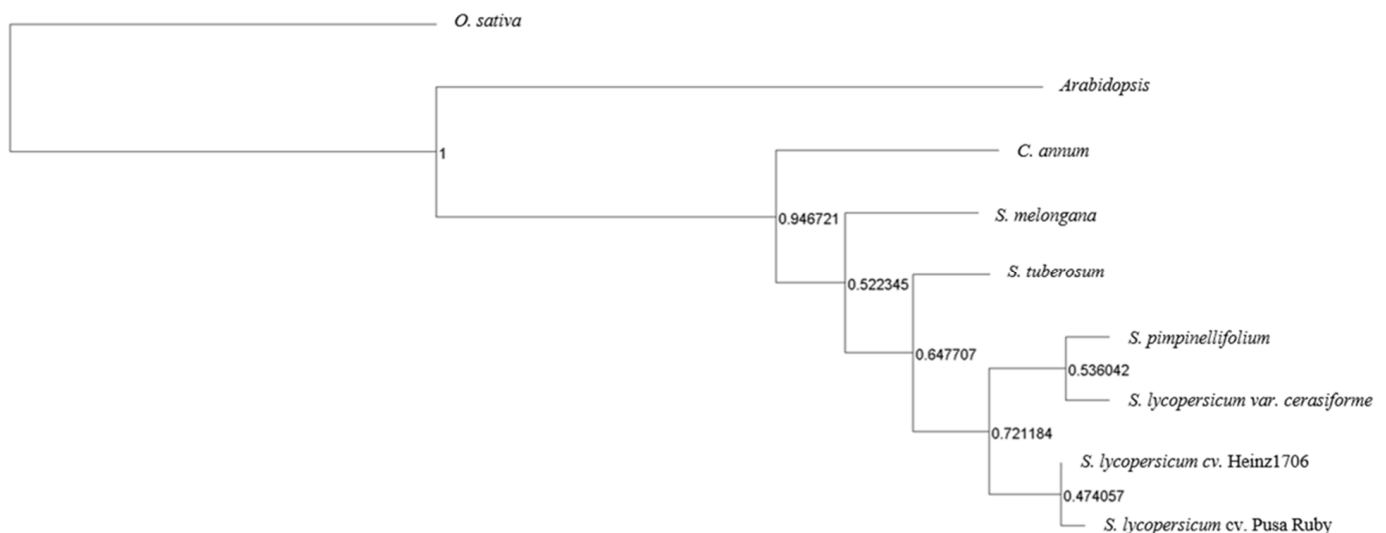 O. sativa
Arabidopsis
1
C. annum
0.946721
S. melongana
0.522345
S. tuberosum
0.647707
S. pimpinellifolium
0.536042
S. lycopersicum var. cerasiforme
0.721184
S. lycopersicum cv. Heinz1706
0.474057
S. lycopersicum cv. Pusa Ruby